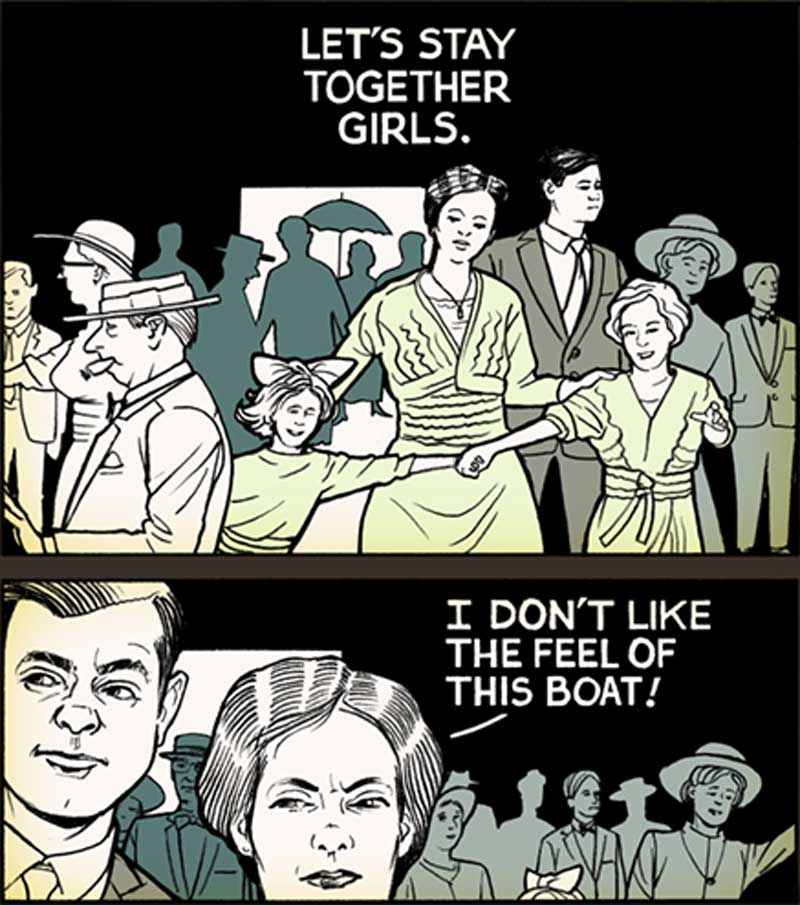 LET'S STAY
TOGETHER
GIRLS.
I DON'T LIKE
THE FEEL OF
THIS BOAT!